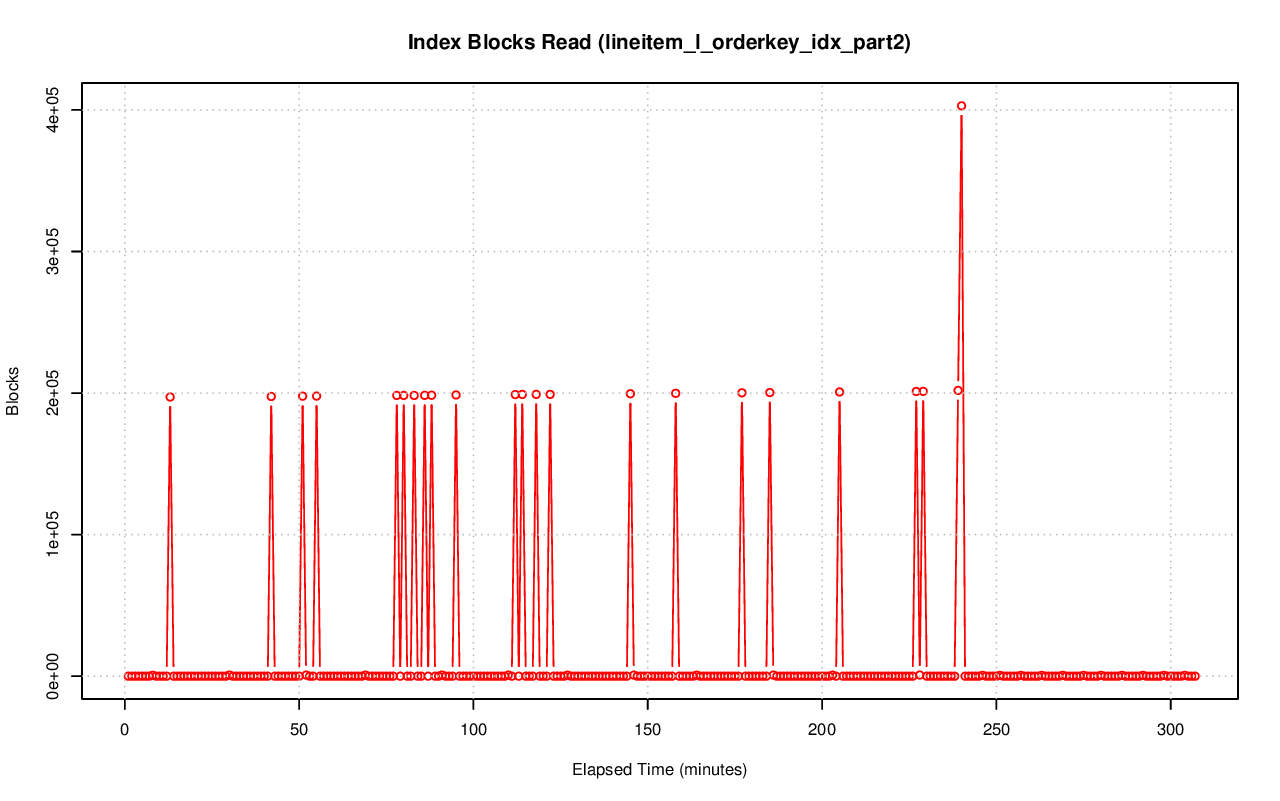 Index Blocks Read (lineitem_l_orderkey_idx_part2)
4e+05
3e+05
2e+05
1e+05
0e+00
Blocks
0 50 100 150 200 250 300
Elapsed Time (minutes)